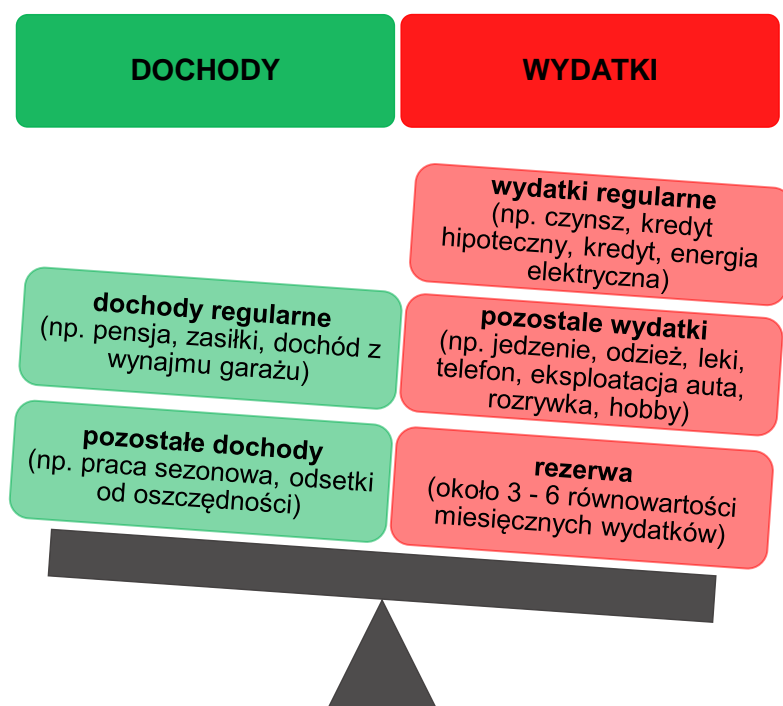 DOCHODY
WYDATKI
dochody regularne
(np. pensja, zasiłki, dochód z
wynajmu garażu)
pozostałe dochody
(np. praca sezonowa, odsetki
od oszczędności)
wydatki regularne
(np. czynsz, kredyt
hipoteczny, kredyt, energia
elektryczna)
pozostale wydatki
(np. jedzenie, odzież, leki,
telefon, eksploatacja auta,
rozrywka, hobby)
rezerwa
(około 3 - 6 równowartości
miesięcznych wydatków)